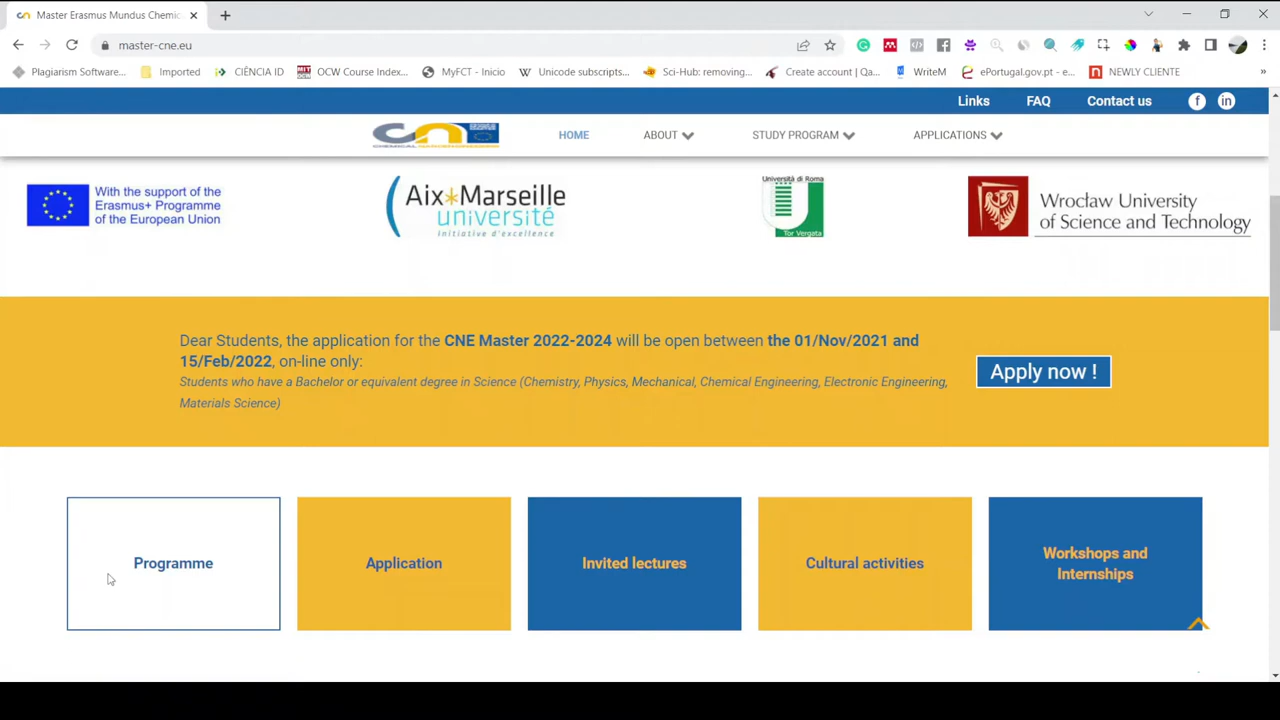 Master Erasmus Mundus Chemic
master-cne.eu
Plagiarism Software...
Imported
CIÊNCIA ID
OCW Course Index...
MyFCT - Inicio
Unicode subscripts...
Sci-Hub: removing...
Create account | Qa...
WriteM
ePortugal.gov.pt - e...
NEWLY CLIENTE
Links
FAQ
Contact us
HOME
ABOUT
STUDY PROGRAM
APPLICATIONS
With the support of the
Erasmus+ Programme
of the European Union
Aix*Marseille
université
Initiative d'excellence
Università di Roma
Tor Vergata
Wrocław University
of Science and Technology
Dear Students, the application for the CNE Master 2022-2024 will be open between the 01/Nov/2021 and
15/Feb/2022, on-line only:
Students who have a Bachelor or equivalent degree in Science (Chemistry, Physics, Mechanical, Chemical Engineering, Electronic Engineering,
Materials Science)
Apply now !
Programme
Application
Invited lectures
Cultural activities
Workshops and
Internships